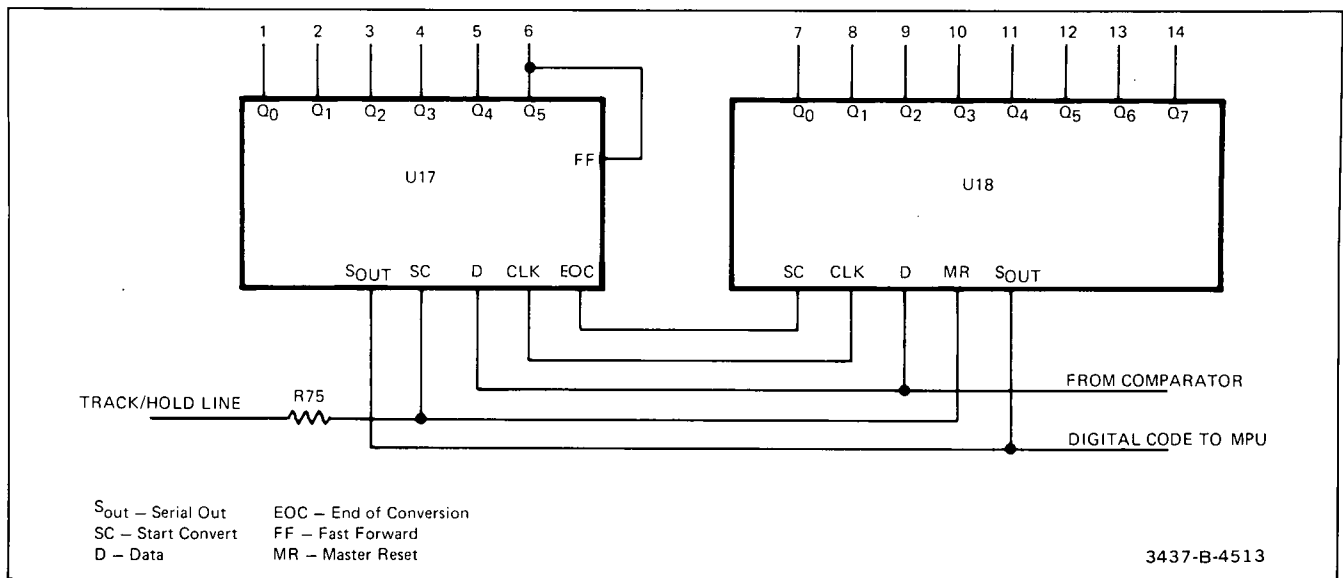 1 2 3 4 5 6 7 8 9 10 11 12 13 14
Q0 Q1 Q2 Q3 Q4 Q5 Q0 Q1 Q2 Q3 Q4 Q5 Q6 Q7
FF
U17 U18
SOUT SC D CLK EOC SC CLK D MR SOUT
FROM COMPARATOR
TRACK/HOLD LINE R75
DIGITAL CODE TO MPU
Sout – Serial Out EOC – End of Conversion
SC – Start Convert FF – Fast Forward
D – Data MR – Master Reset
3437-B-4513